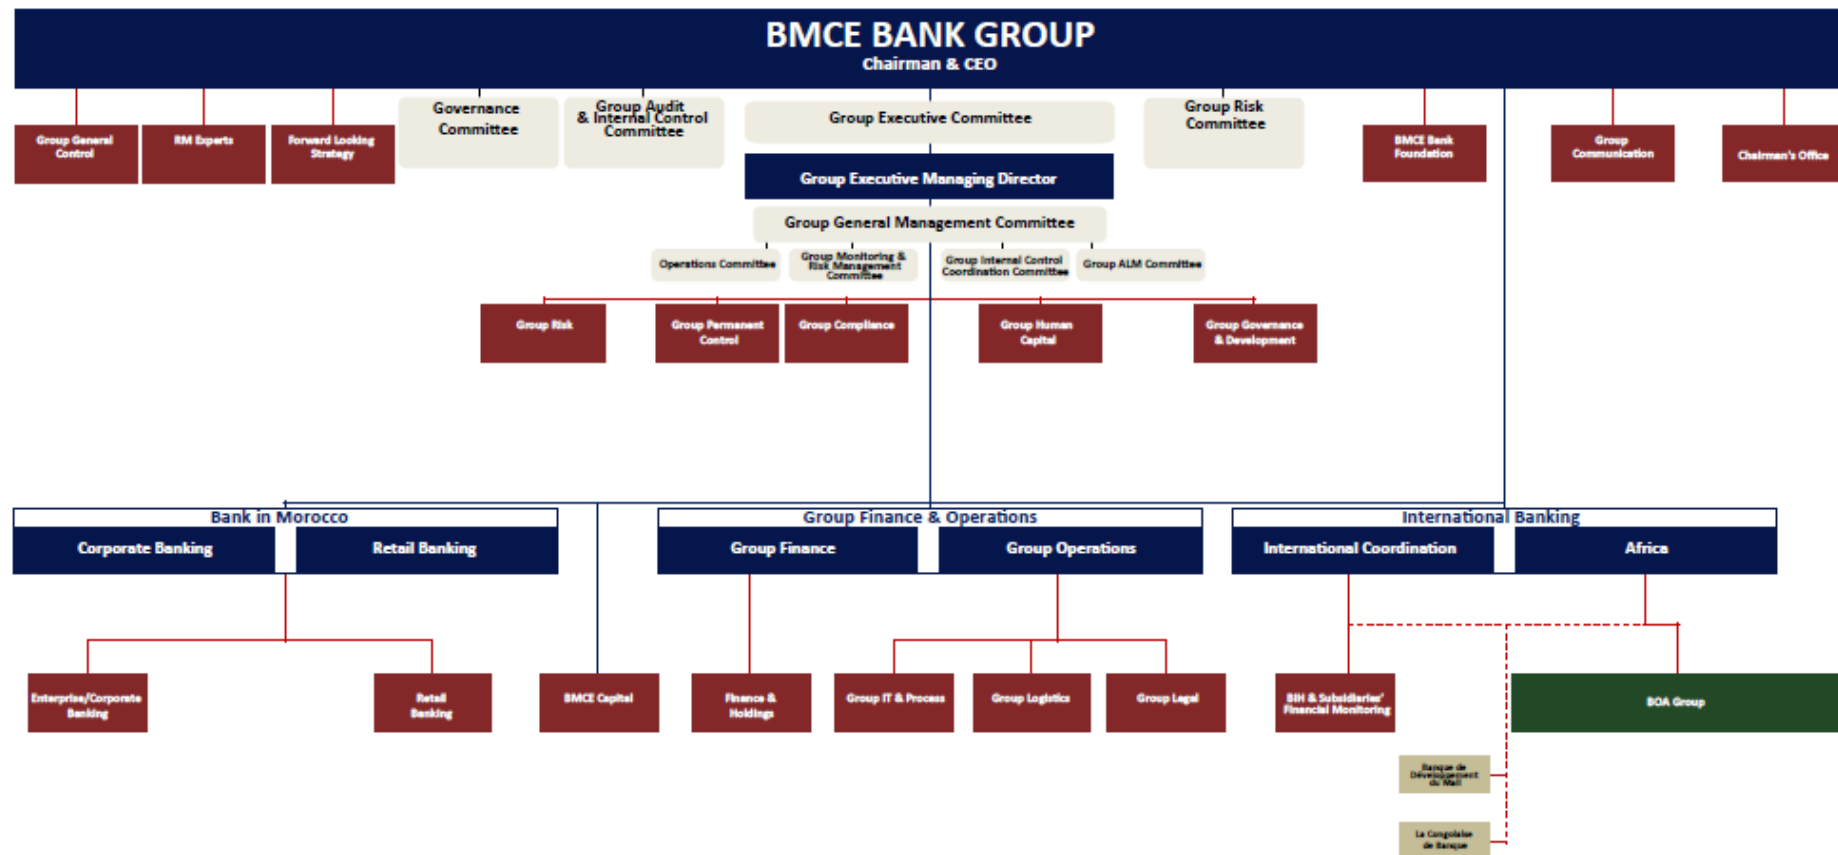 BMCE BANK GROUP
Chairman & CEO
Group General
Control
RM Experts
Forward Looking
Strategy
Governance
Committee
Group Audit
& Internal Control
Committee
Group Executive Committee
Group Risk
Committee
BMCE Bank
Foundation
Group
Communication
Chairman's Office
Group Executive Managing Director
Group General Management Committee
Operations Committee
Group Monitoring &
Risk Management
Committee
Group Internal Control
Coordination Committee
Group ALM Committee
Group Risk
Group Permanent
Control
Group Compliance
Group Human
Capital
Group Governance
& Development
Bank in Morocco
Corporate Banking
Retail Banking
Group Finance & Operations
Group Finance
Group Operations
International Banking
International Coordination
Africa
Enterprise/Corporate
Banking
Retail
Banking
BMCE Capital
Finance &
Holdings
Group IT & Process
Group Logistics
Group Legal
BIH & Subsidiaries'
Financial Monitoring
BOA Group
Banque de
Développement
du Mali
La Congolaise
de Banque